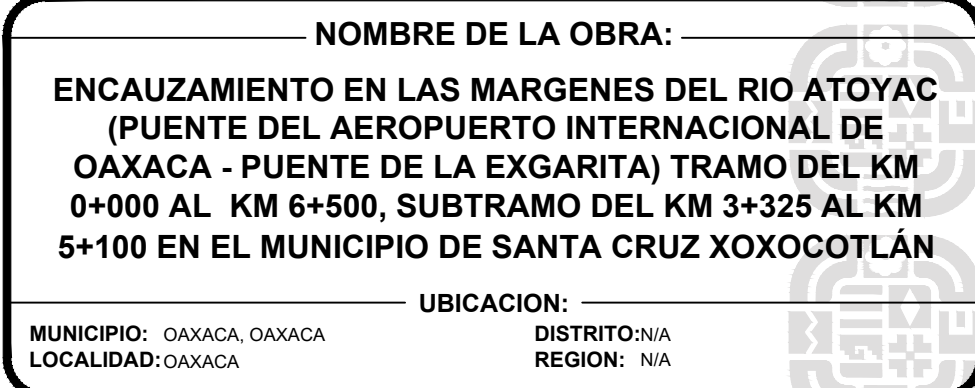 NOMBRE DE LA OBRA:
ENCAUZAMIENTO EN LAS MARGENES DEL RIO ATOYAC
(PUENTE DEL AEROPUERTO INTERNACIONAL DE
OAXACA - PUENTE DE LA EXGARITA) TRAMO DEL KM
0+000 AL KM 6+500, SUBTRAMO DEL KM 3+325 AL KM
5+100 EN EL MUNICIPIO DE SANTA CRUZ XOXOCOTLÁN
UBICACION:
MUNICIPIO: OAXACA, OAXACA DISTRITO:N/A
LOCALIDAD:OAXACA REGION: N/A